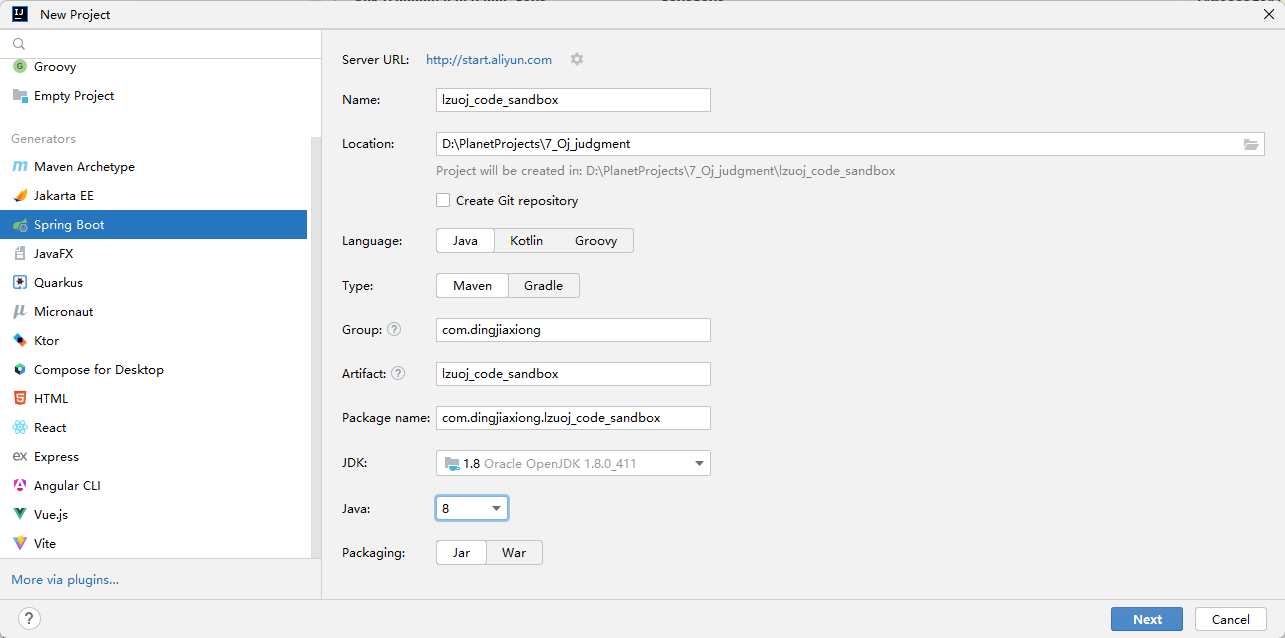 New Project
Groovy
Empty Project
Generators
Maven Archetype
Jakarta EE
Spring Boot
JavaFX
Quarkus
Micronaut
Ktor
Compose for Desktop
HTML
React
Express
Angular CLI
Vue.js
Vite
More via plugins...
Server URL: http://start.aliyun.com
Name: lzuoj_code_sandbox
Location: D:\PlanetProjects\7_Oj_judgment
Project will be created in: D:\PlanetProjects\7_Oj_judgment\lzuoj_code_sandbox
Create Git repository
Language: Java Kotlin Groovy
Type: Maven Gradle
Group: ? com.dingjiaxiong
Artifact: ? lzuoj_code_sandbox
Package name: com.dingjiaxiong.lzuoj_code_sandbox
JDK: 1.8 Oracle OpenJDK 1.8.0_411
Java: 8
Packaging: Jar War
? Next Cancel